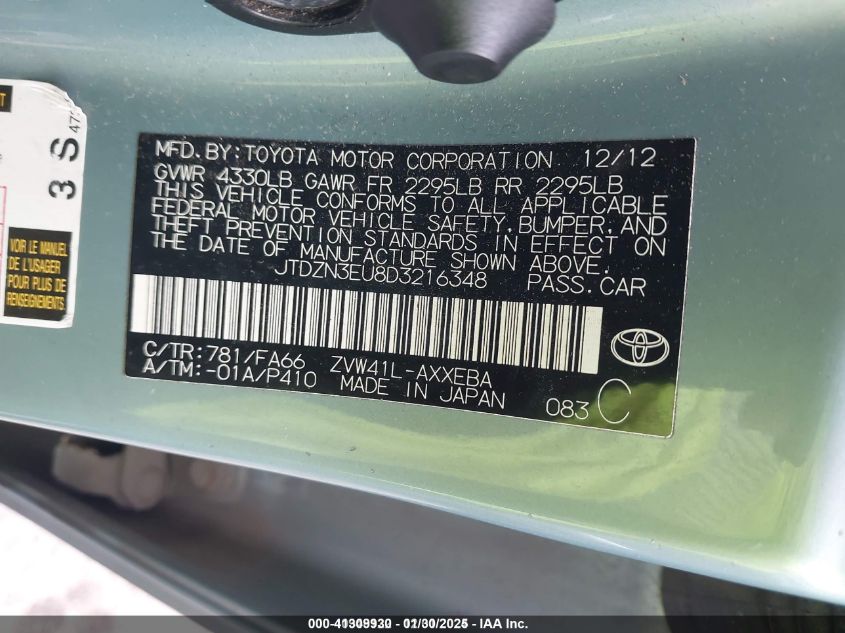 T
3 S
475
VOIR LE MANUEL
DE L'USAGER
POUR PLUS DE
RENSEIGNEMENTS
MFD. BY: TOYOTA MOTOR CORPORATION 12/12
GVWR 4330LB GAWR FR 2295LB RR 2295LB
THIS VEHICLE CONFORMS TO ALL APPLICABLE
FEDERAL MOTOR VEHICLE SAFETY, BUMPER, AND
THEFT PREVENTION STANDARDS IN EFFECT ON
THE DATE OF MANUFACTURE SHOWN ABOVE.
JTDZN3EU8D3216348 PASS.CAR
C/TR: 781/FA66 ZVW41L-AXXEBA
A/TM: -01A/P410 MADE IN JAPAN 083 C
TOYOTA
000-41309930 - 01/30/2025 - IAA Inc.